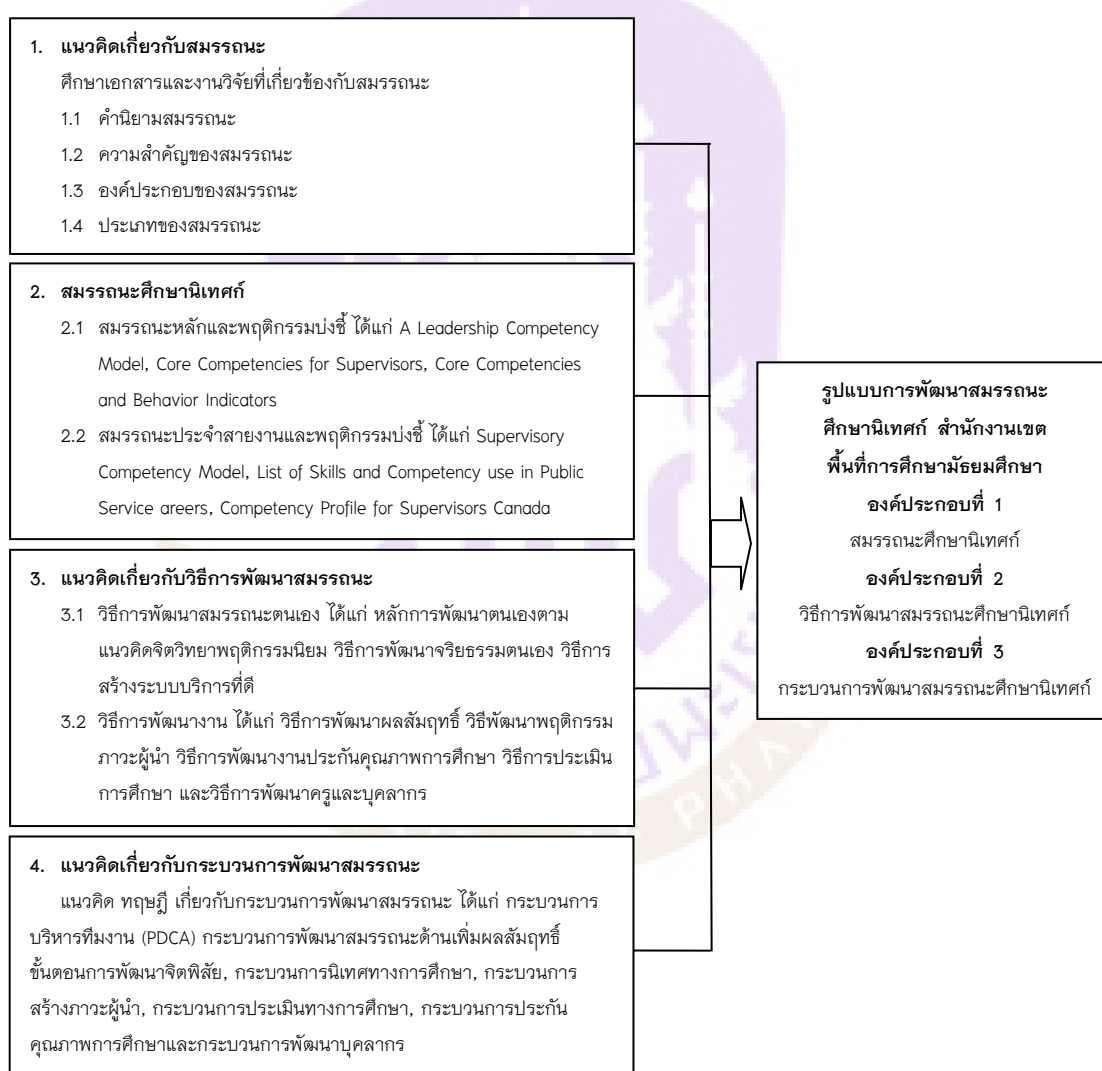 1. แนวคิดเกี่ยวกับสมรรถนะ
ศึกษาเอกสารและงานวิจัยที่เกี่ยวข้องกับสมรรถนะ
1.1 คำนิยามสมรรถนะ
1.2 ความสำคัญของสมรรถนะ
1.3 องค์ประกอบของสมรรถนะ
1.4 ประเภทของสมรรถนะ
2. สมรรถนะศึกษานิเทศก์
2.1 สมรรถนะหลักและพฤติกรรมบ่งชี้ ได้แก่ A Leadership Competency
Model, Core Competencies for Supervisors, Core Competencies
and Behavior Indicators
2.2 สมรรถนะประจำสายงานและพฤติกรรมบ่งชี้ ได้แก่ Supervisory
Competency Model, List of Skills and Competency use in Public
Service areers, Competency Profile for Supervisors Canada
3. แนวคิดเกี่ยวกับวิธีการพัฒนาสมรรถนะ
3.1 วิธีการพัฒนาสมรรถนะตนเอง ได้แก่ หลักการพัฒนาตนเองตาม
แนวคิดจิตวิทยาพฤติกรรมนิยม วิธีการพัฒนาจริยธรรมตนเอง วิธีการ
สร้างระบบบริการที่ดี
3.2 วิธีการพัฒนางาน ได้แก่ วิธีการพัฒนาผลสัมฤทธิ์ วิธีพัฒนาพฤติกรรม
ภาวะผู้นำ วิธีการพัฒนางานประกันคุณภาพการศึกษา วิธีการประเมิน
การศึกษา และวิธีการพัฒนาครูและบุคลากร
4. แนวคิดเกี่ยวกับกระบวนการพัฒนาสมรรถนะ
แนวคิด ทฤษฎี เกี่ยวกับกระบวนการพัฒนาสมรรถนะ ได้แก่ กระบวนการ
บริหารทีมงาน (PDCA) กระบวนการพัฒนาสมรรถนะด้านเพิ่มผลสัมฤทธิ์
ขั้นตอนการพัฒนาจิตพิสัย, กระบวนการนิเทศทางการศึกษา, กระบวนการ
สร้างภาวะผู้นำ, กระบวนการประเมินทางการศึกษา, กระบวนการประกัน
คุณภาพการศึกษาและกระบวนการพัฒนาบุคลากร
รูปแบบการพัฒนาสมรรถนะ
ศึกษานิเทศก์ สำนักงานเขต
พื้นที่การศึกษามัธยมศึกษา
องค์ประกอบที่ 1
สมรรถนะศึกษานิเทศก์
องค์ประกอบที่ 2
วิธีการพัฒนาสมรรถนะศึกษานิเทศก์
องค์ประกอบที่ 3
กระบวนการพัฒนาสมรรถนะศึกษานิเทศก์